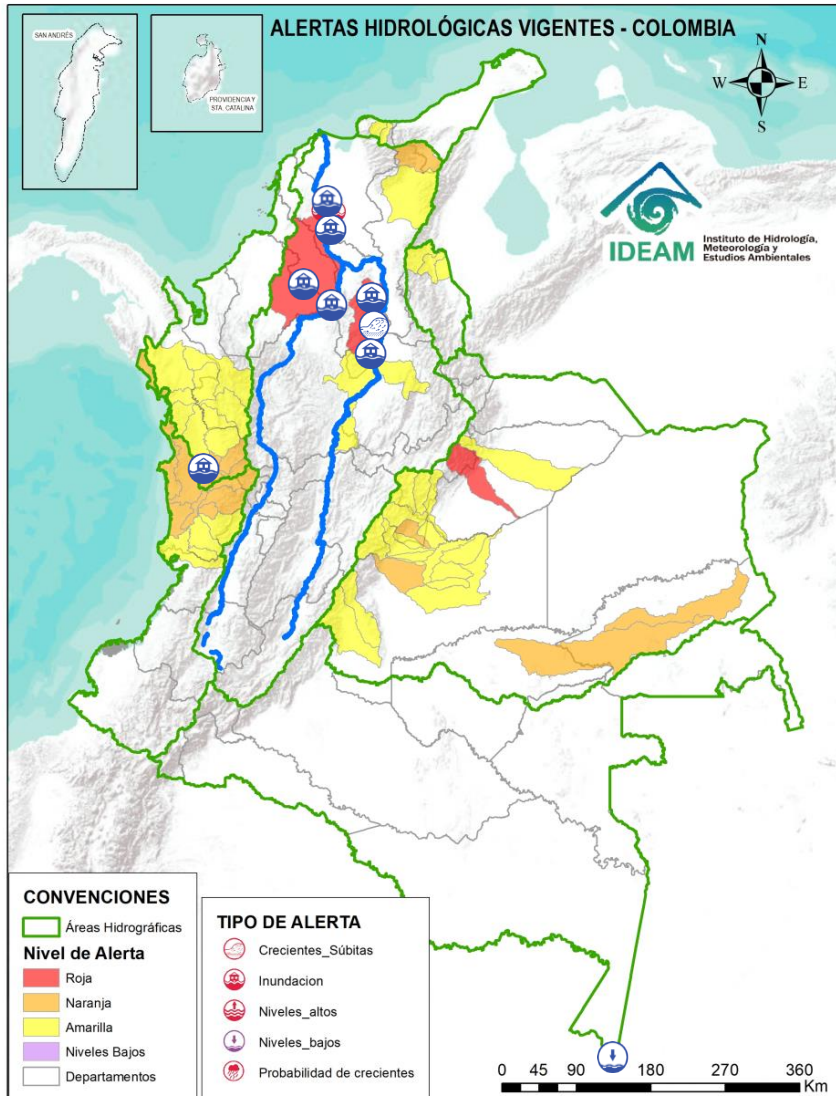 ALERTAS HIDROLÓGICAS VIGENTES - COLOMBIA
SAN ANDRÉS
PROVIDENCIA Y
STA. CATALINA
N
W
E
S
IDEAM
Instituto de Hidrología,
Meteorología y
Estudios Ambientales
CONVENCIONES
Áreas Hidrográficas
Nivel de Alerta
Roja
Naranja
Amarilla
Niveles Bajos
Departamentos
TIPO DE ALERTA
Crecientes_Súbitas
Inundacion
Niveles_altos
Niveles_bajos
Probabilidad de crecientes
0 45 90 180 270 360
Km